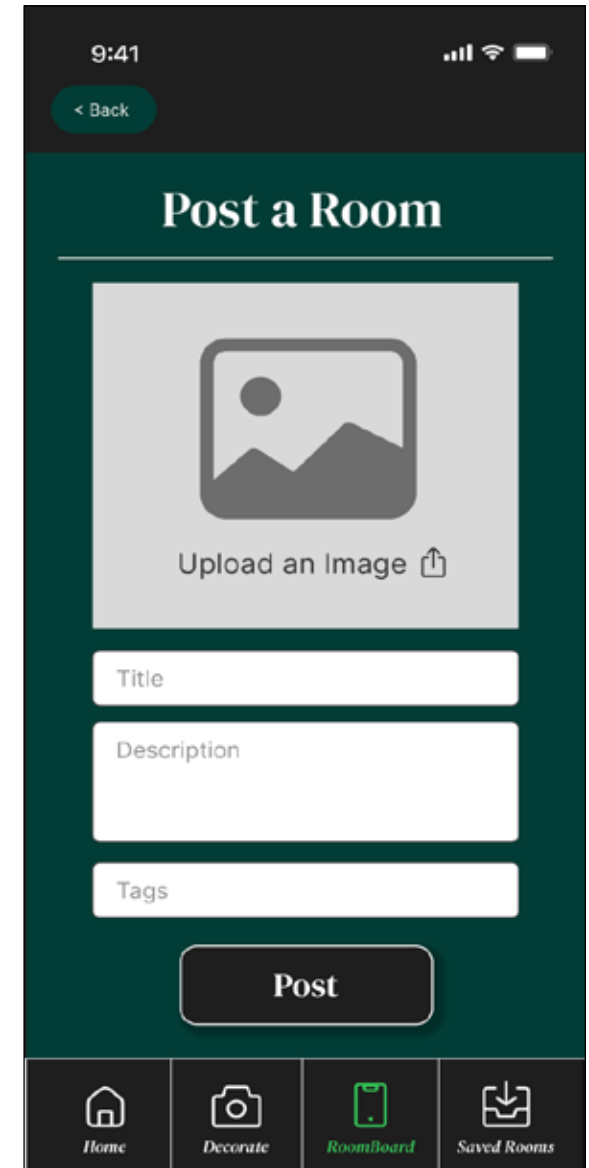 9:41
< Back
Post a Room
Upload an Image
Title
Description
Tags
Post
Home Decorate RoomBoard Saved Rooms